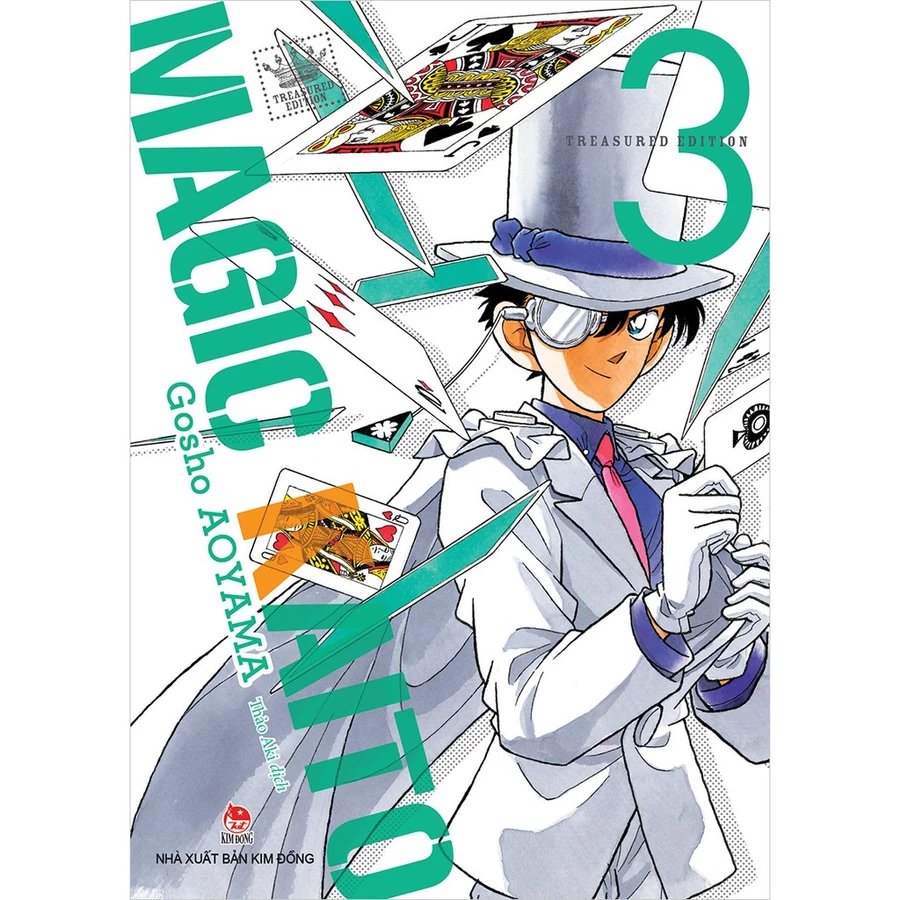 TREASURED
EDITION
3
TREASURED EDITION
MAGIC KAITO
Gosho AOYAMA
Thảo Aki dịch
J
J
Q
KIM ĐỒNG
NHÀ XUẤT BẢN KIM ĐỒNG